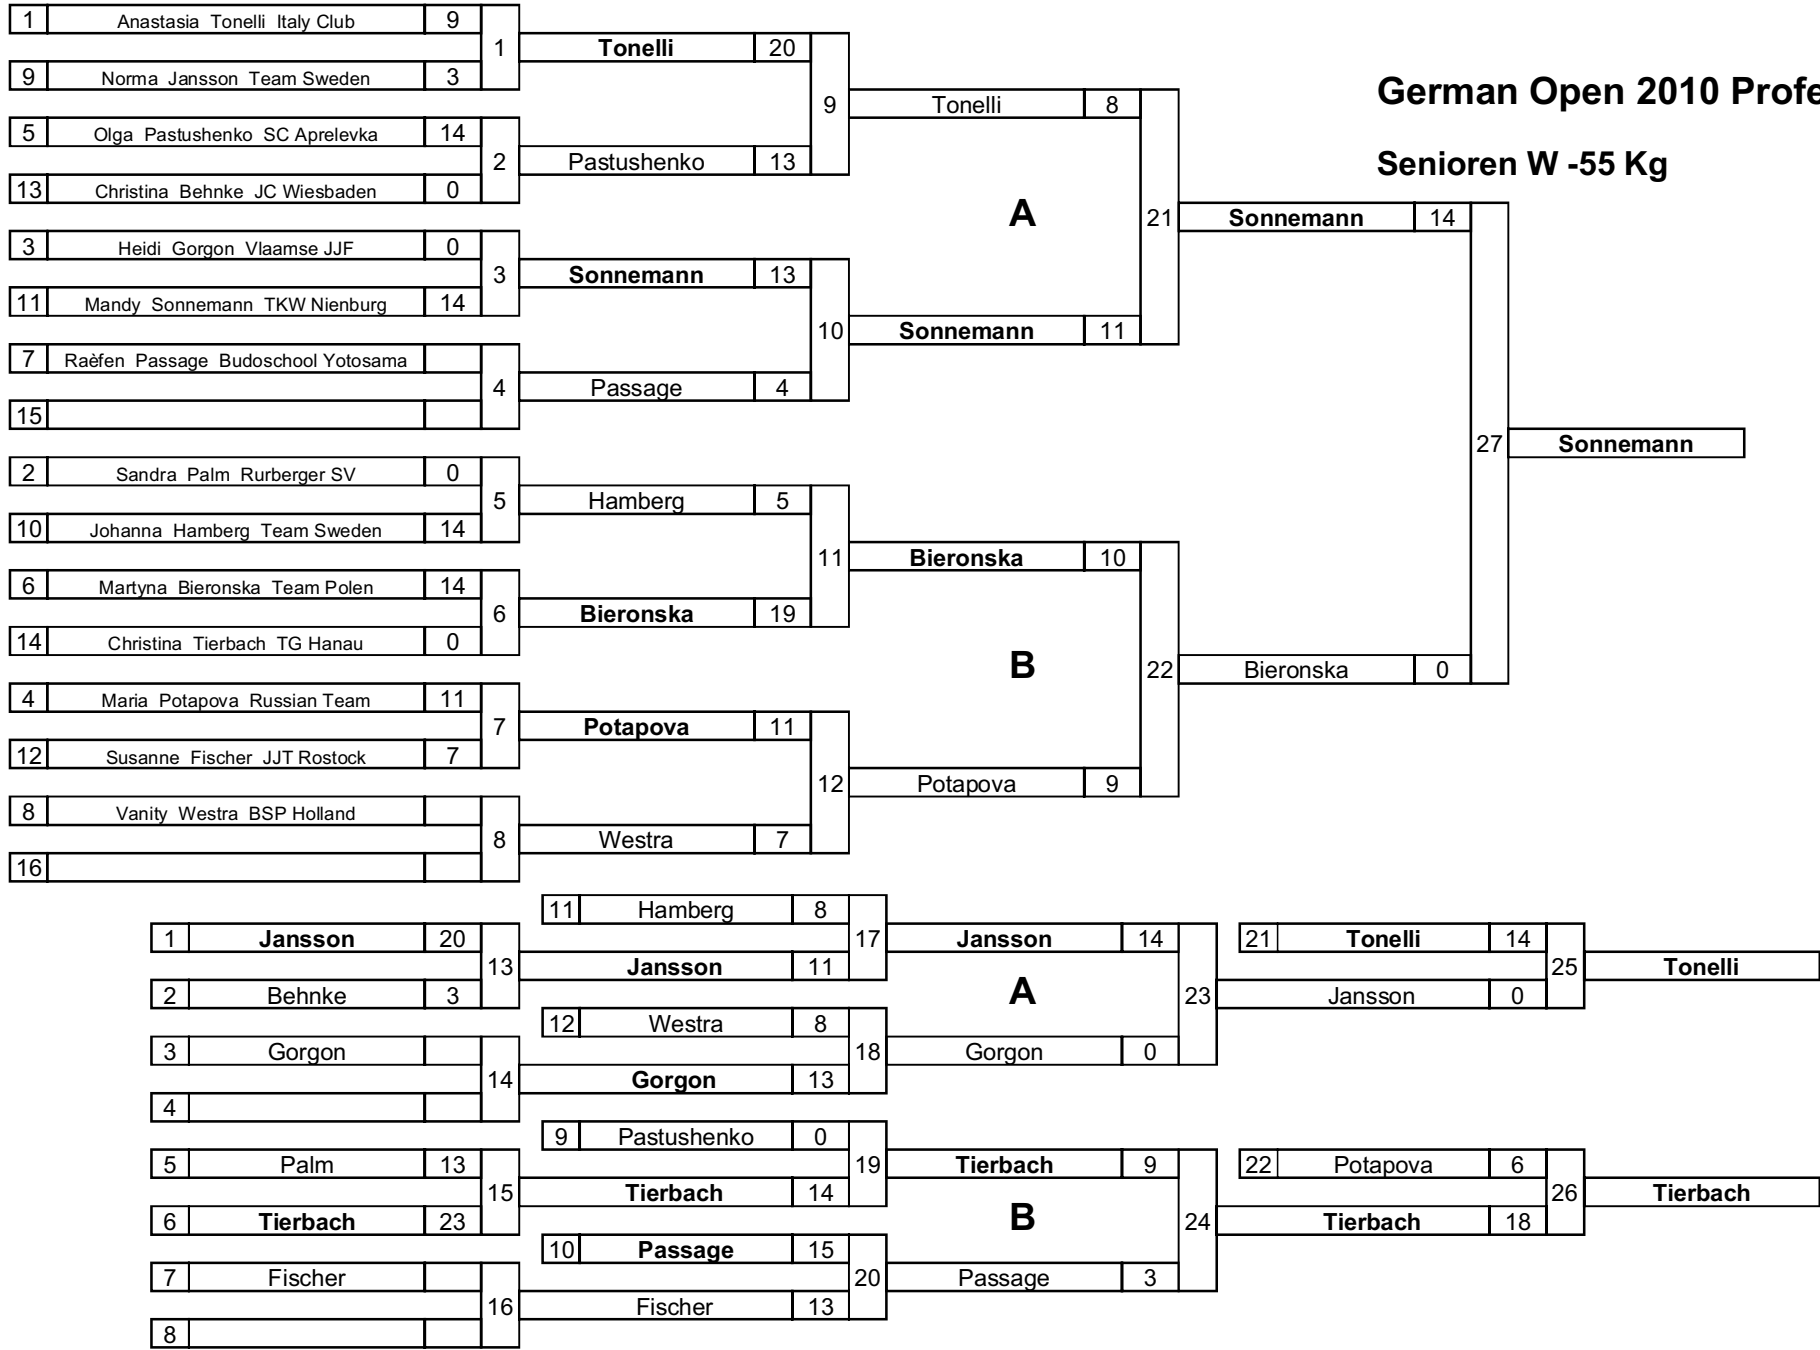 German Open 2010 Profe
Senioren W -55 Kg
1 Anastasia Tonelli Italy Club 9
9 Norma Jansson Team Sweden 3
5 Olga Pastushenko SC Aprelevka 14
13 Christina Behnke JC Wiesbaden 0
3 Heidi Gorgon Vlaamse JJF 0
11 Mandy Sonnemann TKW Nienburg 14
7 Raèfen Passage Budoschool Yotosama
15
2 Sandra Palm Rurberger SV 0
10 Johanna Hamberg Team Sweden 14
6 Martyna Bieronska Team Polen 14
14 Christina Tierbach TG Hanau 0
4 Maria Potapova Russian Team 11
12 Susanne Fischer JJT Rostock 7
8 Vanity Westra BSP Holland
16
1 Tonelli 20
2 Pastushenko 13
3 Sonnemann 13
4 Passage 4
5 Hamberg 5
6 Bieronska 19
7 Potapova 11
8 Westra 7
9 Tonelli 8
A
10 Sonnemann 11
11 Bieronska 10
B
12 Potapova 9
21 Sonnemann 14
22 Bieronska 0
27 Sonnemann
1 Jansson 20
2 Behnke 3
3 Gorgon
4
5 Palm 13
6 Tierbach 23
7 Fischer
8
11 Hamberg 8
13 Jansson 11
12 Westra 8
14 Gorgon 13
9 Pastushenko 0
15 Tierbach 14
10 Passage 15
16 Fischer 13
17 Jansson 14
A
18 Gorgon 0
19 Tierbach 9
B
20 Passage 3
21 Tonelli 14
23 Jansson 0
22 Potapova 6
24 Tierbach 18
25 Tonelli
26 Tierbach